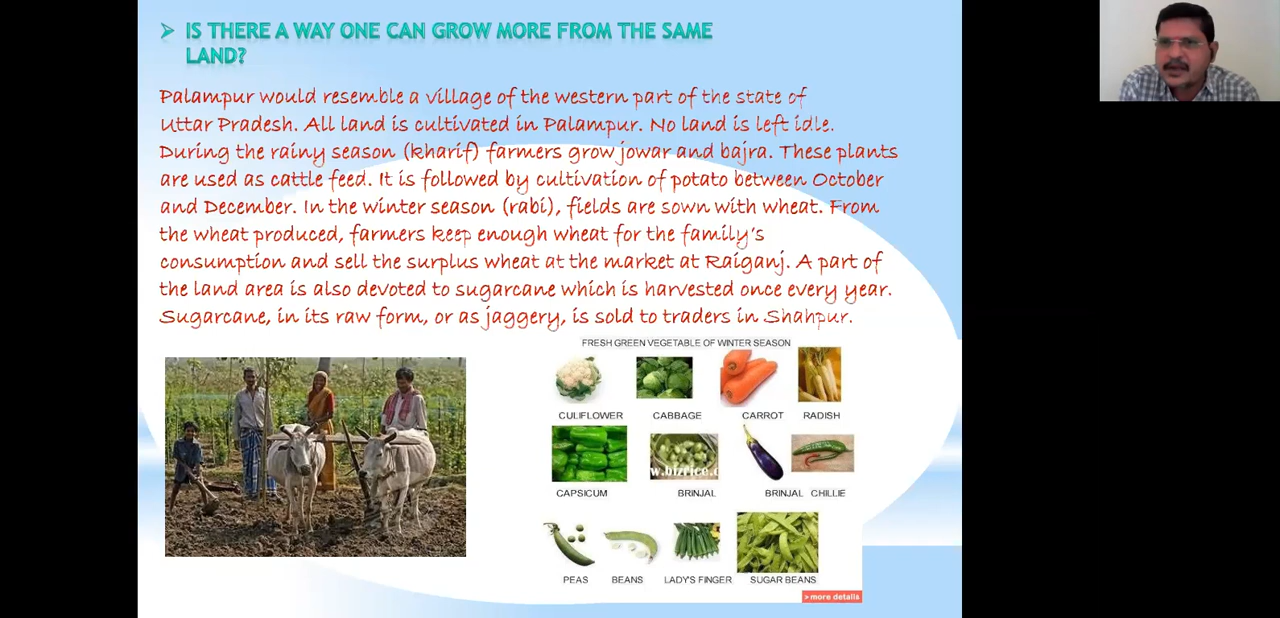 ➢ IS THERE A WAY ONE CAN GROW MORE FROM THE SAME
LAND?
Palampur would resemble a village of the western part of the state of
Uttar Pradesh. All land is cultivated in Palampur. No land is left idle.
During the rainy season (kharif) farmers grow jowar and bajra. These plants
are used as cattle feed. It is followed by cultivation of potato between October
and December. In the winter season (rabi), fields are sown with wheat. From
the wheat produced, farmers keep enough wheat for the family's
consumption and sell the surplus wheat at the market at Raiganj. A part of
the land area is also devoted to sugarcane which is harvested once every year.
Sugarcane, in its raw form, or as jaggery, is sold to traders in Shahpur.
FRESH GREEN VEGETABLE OF WINTER SEASON
CULIFLOWER CABBAGE CARROT RADISH
w.bizrice.c
CAPSICUM BRINJAL BRINJAL CHILLIE
PEAS BEANS LADY'S FINGER SUGAR BEANS
>more details